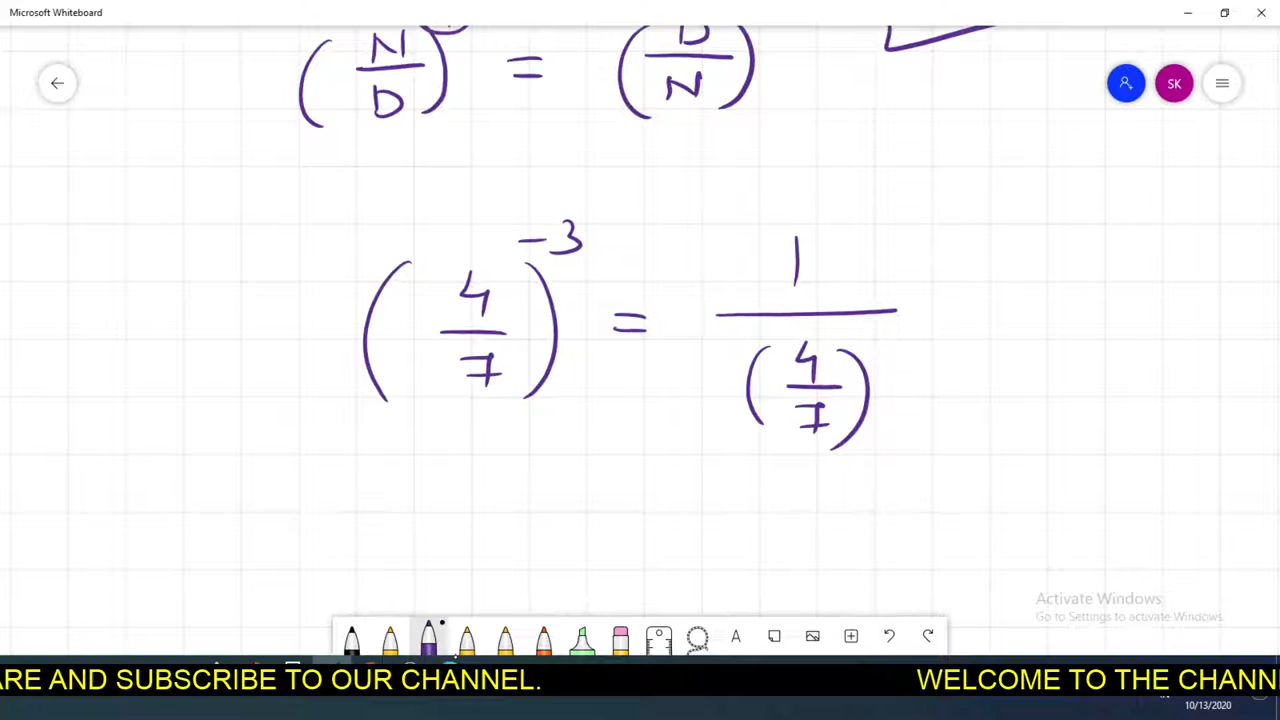 Microsoft Whiteboard
(N/D) = (D/N)
SK
(4/7)^-3 = 1/(4/7)
Activate Windows
Go to Settings to activate Windows.
ARE AND SUBSCRIBE TO OUR CHANNEL. WELCOME TO THE CHANN
10/13/2020